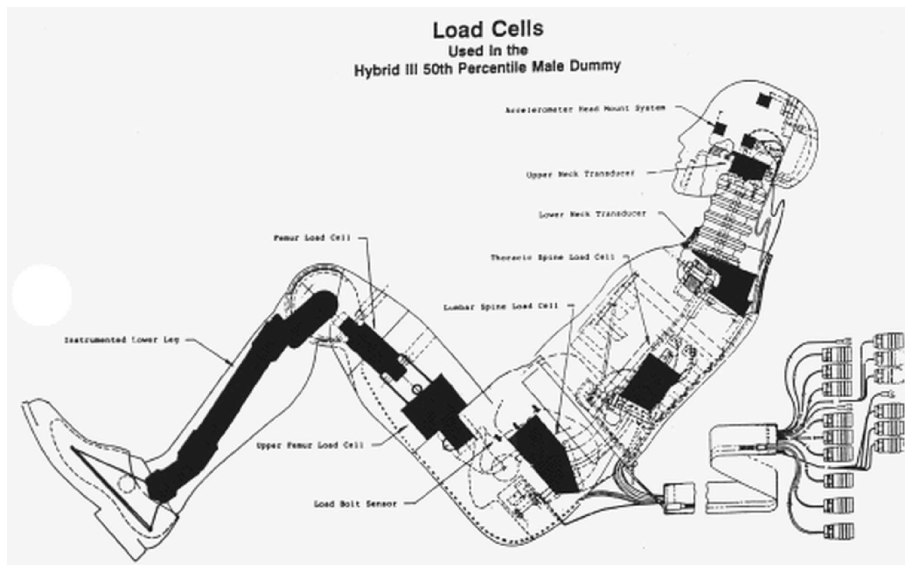 Load Cells
Used In the
Hybrid III 50th Percentile Male Dummy
Accelerometer Head Mount System
Upper Neck Transducer
Lower Neck Transducer
Femur Load Cell
Thoracic Spine Load Cell
Lumbar Spine Load Cell
Instrumented Lower Leg
Upper Femur Load Cell
Load Bolt Sensor